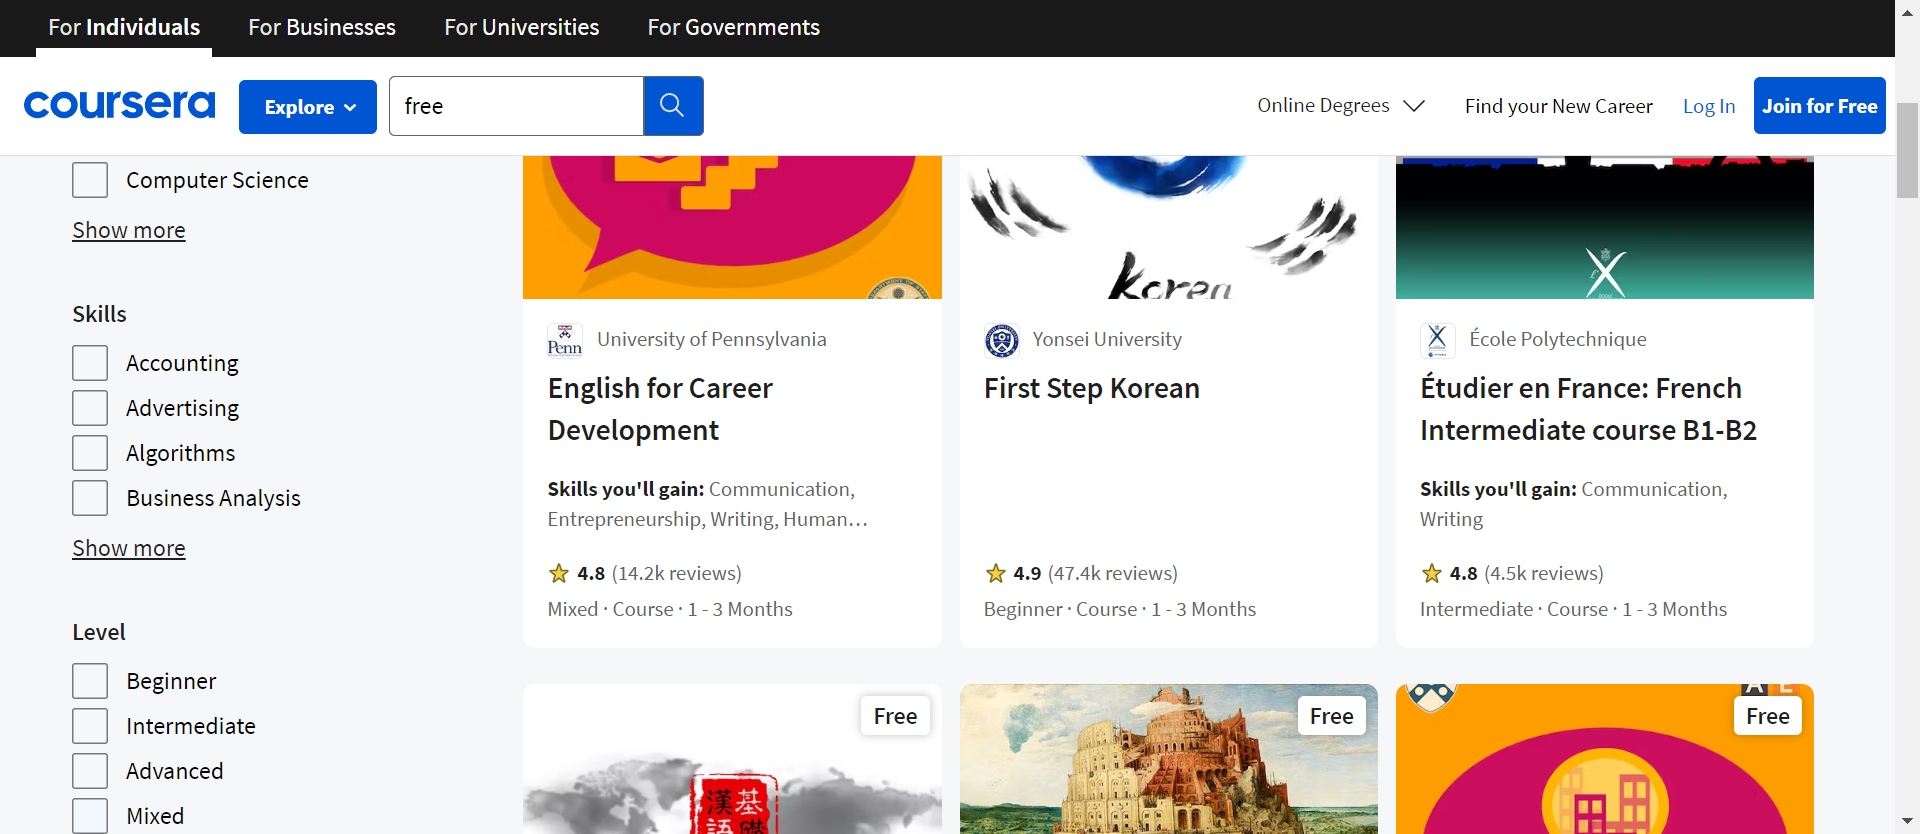 For Individuals
For Businesses
For Universities
For Governments
coursera
Explore
free
Online Degrees
Find your New Career
Log In
Join for Free
Computer Science
Show more
Skills
Accounting
Advertising
Algorithms
Business Analysis
Show more
Level
Beginner
Intermediate
Advanced
Mixed
Korea
Penn
University of Pennsylvania
English for Career
Development
Skills you'll gain: Communication,
Entrepreneurship, Writing, Human...
4.8 (14.2k reviews)
Mixed · Course · 1 - 3 Months
Yonsei University
First Step Korean
4.9 (47.4k reviews)
Beginner · Course · 1 - 3 Months
X
École Polytechnique
Étudier en France: French
Intermediate course B1-B2
Skills you'll gain: Communication,
Writing
4.8 (4.5k reviews)
Intermediate · Course · 1 - 3 Months
Free
漢基
語礎
Free
A E
Free